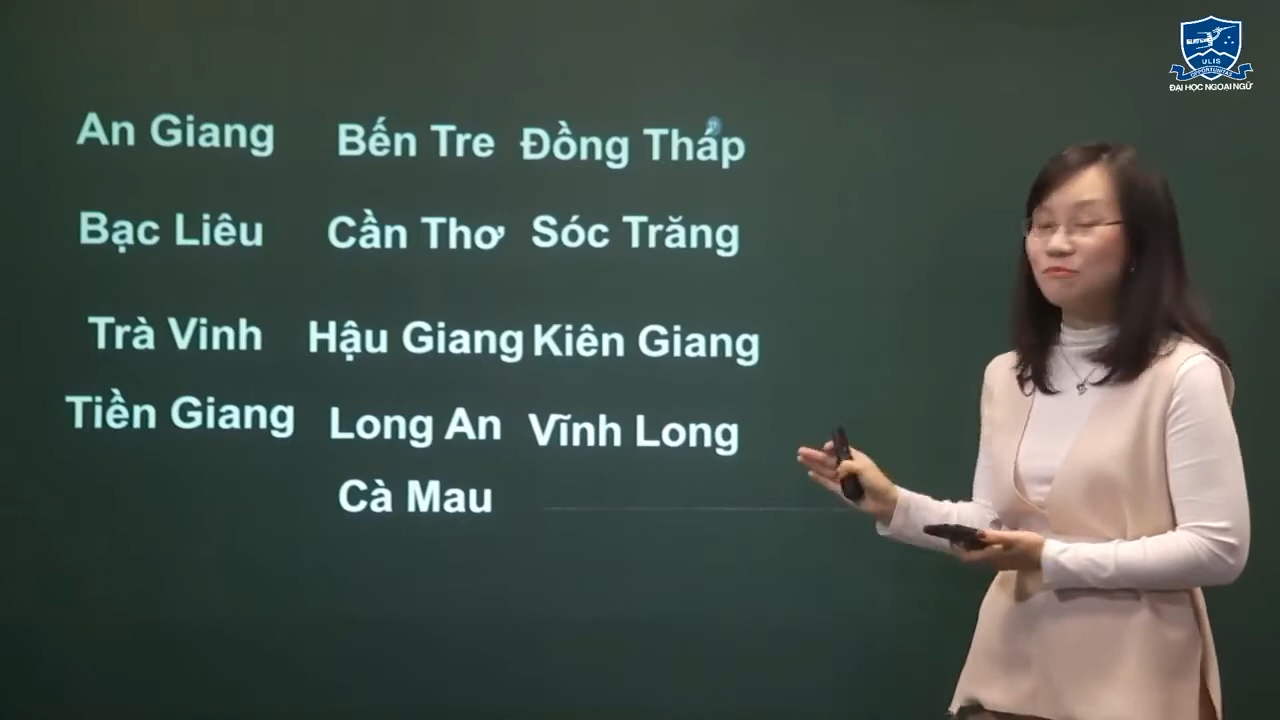 An Giang Bến Tre Đồng Tháp
Bạc Liêu Cần Thơ Sóc Trăng
Trà Vinh Hậu Giang Kiên Giang
Tiền Giang Long An Vĩnh Long
Cà Mau
ULIS
ĐẠI HỌC NGOẠI NGỮ